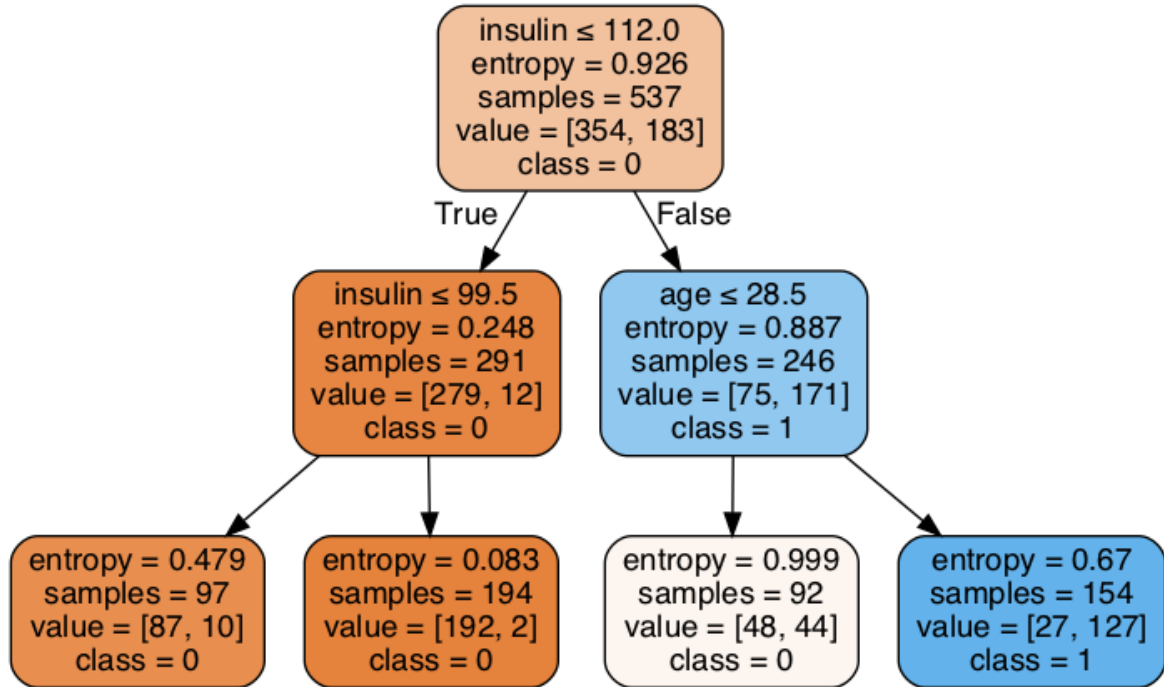 insulin ≤ 112.0
entropy = 0.926
samples = 537
value = [354, 183]
class = 0
True
False
insulin ≤ 99.5
entropy = 0.248
samples = 291
value = [279, 12]
class = 0
age ≤ 28.5
entropy = 0.887
samples = 246
value = [75, 171]
class = 1
entropy = 0.479
samples = 97
value = [87, 10]
class = 0
entropy = 0.083
samples = 194
value = [192, 2]
class = 0
entropy = 0.999
samples = 92
value = [48, 44]
class = 0
entropy = 0.67
samples = 154
value = [27, 127]
class = 1